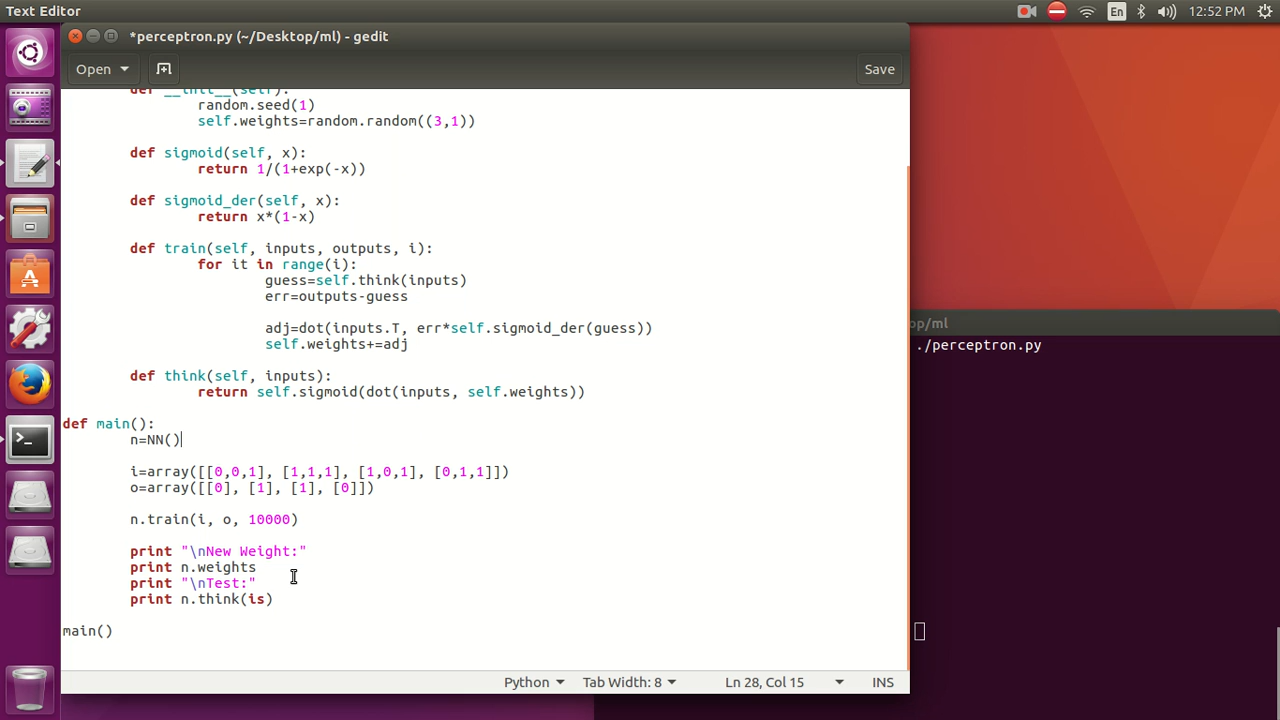 Text Editor
En
12:52 PM
*perceptron.py (~/Desktop/ml) - gedit
Open
Save
def __init__(self):
random.seed(1)
self.weights=random.random((3,1))
def sigmoid(self, x):
return 1/(1+exp(-x))
def sigmoid_der(self, x):
return x*(1-x)
def train(self, inputs, outputs, i):
for it in range(i):
guess=self.think(inputs)
err=outputs-guess
adj=dot(inputs.T, err*self.sigmoid_der(guess))
self.weights+=adj
def think(self, inputs):
return self.sigmoid(dot(inputs, self.weights))
def main():
n=NN()
i=array([[0,0,1], [1,1,1], [1,0,1], [0,1,1]])
o=array([[0], [1], [1], [0]])
n.train(i, o, 10000)
print "\nNew Weight:"
print n.weights
print "\nTest:"
print n.think(is)
main()
Python
Tab Width: 8
Ln 28, Col 15
INS
op/ml
./perceptron.py